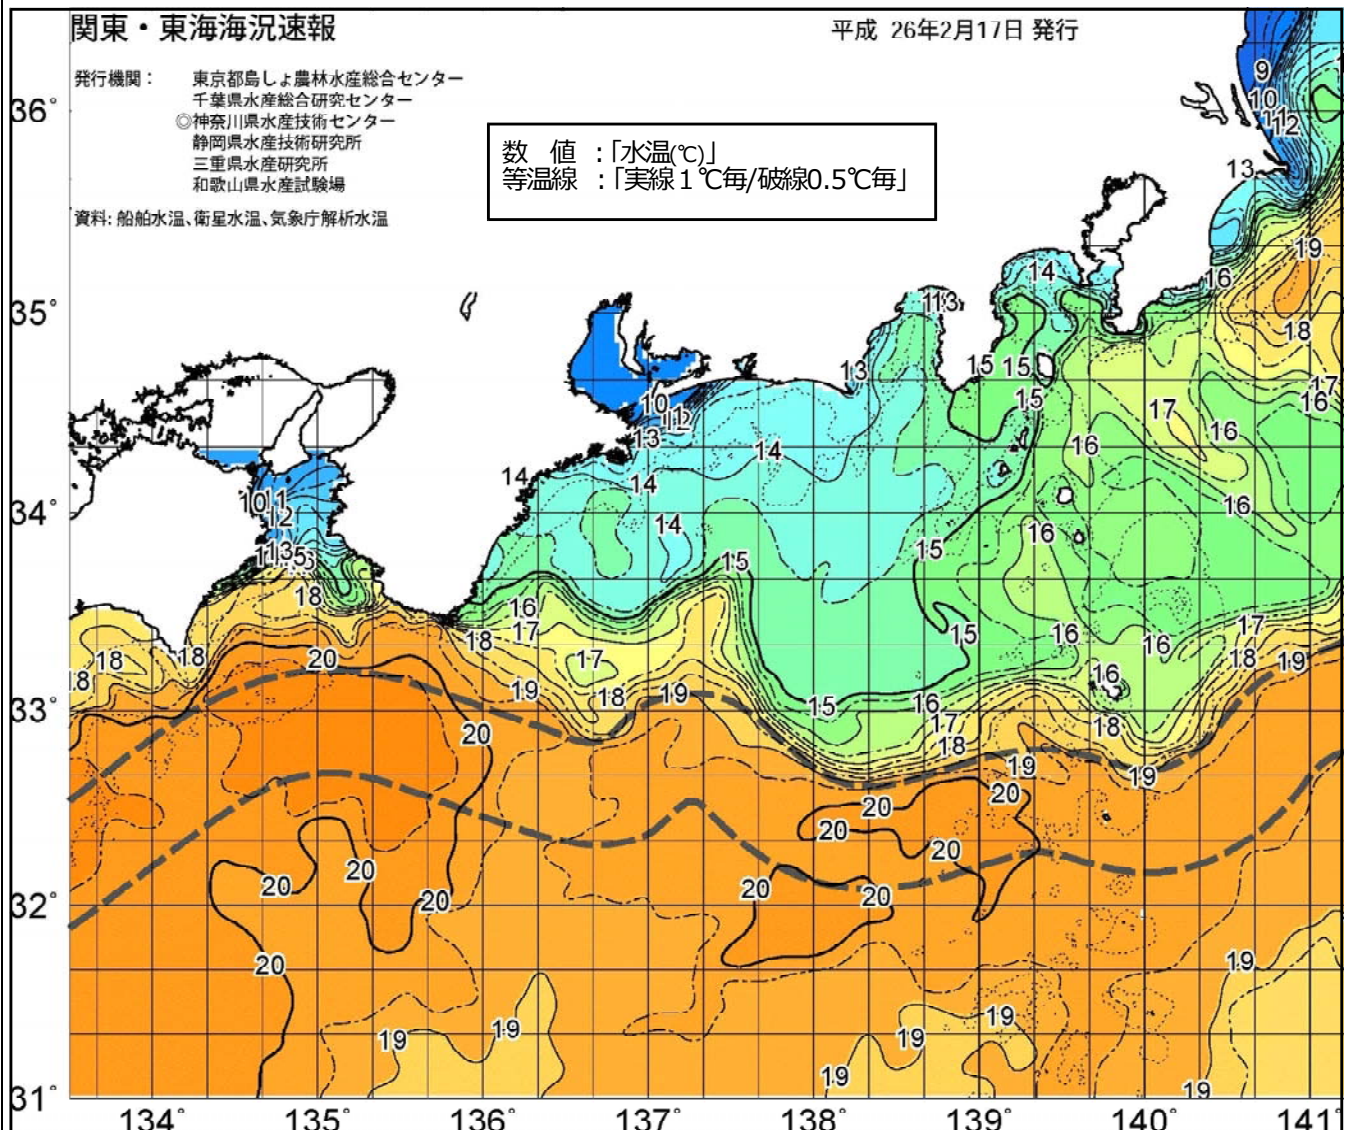 関東・東海海況速報
平成 26年2月17日 発行
発行機関： 東京都島しょ農林水産総合センター
千葉県水産総合研究センター
◎神奈川県水産技術センター
静岡県水産技術研究所
三重県水産研究所
和歌山県水産試験場
資料: 船舶水温、衛星水温、気象庁解析水温
数 値 ：「水温(℃)」
等温線 ：「実線１℃毎/破線0.5℃毎」
9
36° 10
11
12
13
19
14 16
35° 13 18
13 15 15 17
15 16
10 17
11
12 16
13 14 16
14 14
10 11 34° 12 14 16
15 15
13
18 16
17 15 16 16 17
18 18 20 18 17 18 19
18 19 18 19 16
33° 15 16 17 18
20 18
19 19
20 20
20 20
20 20 20 20
32° 20
20 19
19 19 19 19
19 19
31°
134° 135° 136° 137° 138° 139° 140° 141°